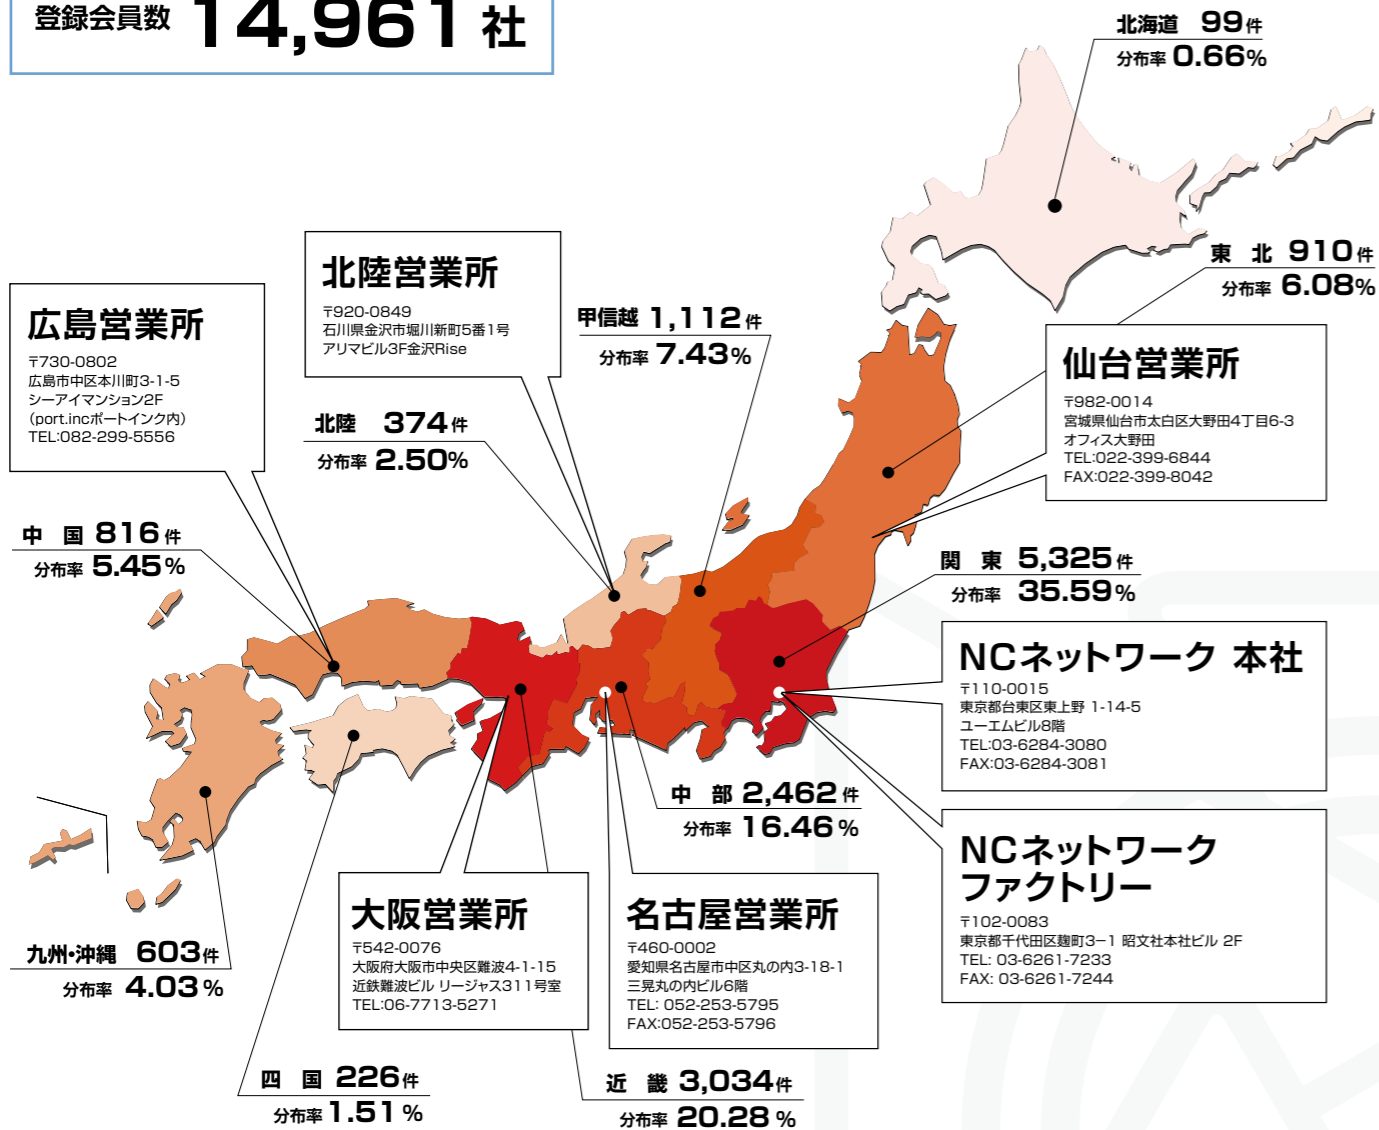 登録会員数 14,961 社
北海道 99件
分布率 0.66%
東 北 910件
分布率 6.08%
北陸営業所
〒920-0849
石川県金沢市堀川新町5番1号
アリマビル3F金沢Rise
甲信越 1,112件
分布率 7.43%
広島営業所
〒730-0802
広島市中区本川町3-1-5
シーアイマンション2F
（port.incポートインク内）
TEL:082-299-5556
仙台営業所
〒982-0014
宮城県仙台市太白区大野田4丁目6-3
オフィス大野田
TEL:022-399-6844
FAX:022-399-8042
北陸 374件
分布率 2.50%
中 国 816件
分布率 5.45%
関 東 5,325件
分布率 35.59%
NCネットワーク 本社
〒110-0015
東京都台東区東上野 1-14-5
ユーエムビル8階
TEL:03-6284-3080
FAX:03-6284-3081
中 部 2,462件
分布率 16.46%
NCネットワーク
ファクトリー
〒102-0083
東京都千代田区麹町3−1 昭文社本社ビル 2F
TEL: 03-6261-7233
FAX: 03-6261-7244
大阪営業所
〒542-0076
大阪府大阪市中央区難波4-1-15
近鉄難波ビル リージャス311号室
TEL:06-7713-5271
名古屋営業所
〒460-0002
愛知県名古屋市中区丸の内3-18-1
三晃丸の内ビル6階
TEL: 052-253-5795
FAX:052-253-5796
九州・沖縄 603件
分布率 4.03%
四 国 226件
分布率 1.51%
近 畿 3,034件
分布率 20.28%